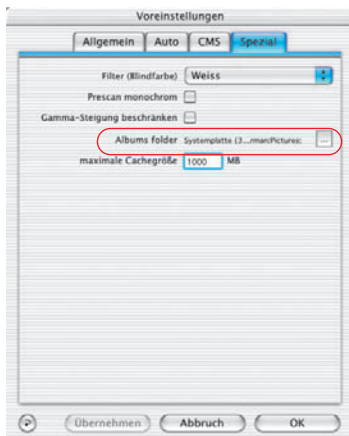 Voreinstellungen
Allgemein Auto CMS Spezial
Filter (Blindfarbe) Weiss
Prescan monochrom
Gamma-Steigung beschränken
Albums folder Systemplatte (3...rman:Pictures: ...
maximale Cachegröße 1000 MB
Übernehmen Abbruch OK